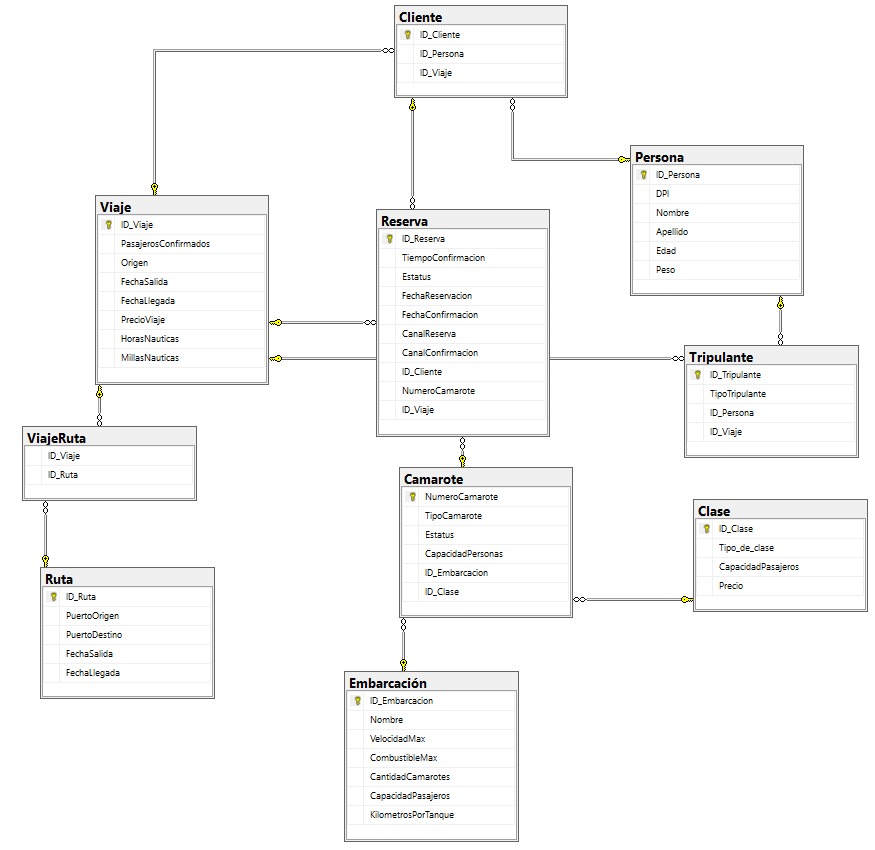 Cliente
ID_Cliente
ID_Persona
ID_Viaje
Persona
ID_Persona
DPI
Nombre
Apellido
Edad
Peso
Viaje
ID_Viaje
PasajerosConfirmados
Origen
FechaSalida
FechaLlegada
PrecioViaje
HorasNauticas
MillasNauticas
Reserva
ID_Reserva
TiempoConfirmacion
Estatus
FechaReservacion
FechaConfirmacion
CanalReserva
CanalConfirmacion
ID_Cliente
NumeroCamarote
ID_Viaje
Tripulante
ID_Tripulante
TipoTripulante
ID_Persona
ID_Viaje
ViajeRuta
ID_Viaje
ID_Ruta
Camarote
NumeroCamarote
TipoCamarote
Estatus
CapacidadPersonas
ID_Embarcacion
ID_Clase
Clase
ID_Clase
Tipo_de_clase
CapacidadPasajeros
Precio
Ruta
ID_Ruta
PuertoOrigen
PuertoDestino
FechaSalida
FechaLlegada
Embarcación
ID_Embarcacion
Nombre
VelocidadMax
CombustibleMax
CantidadCamarotes
CapacidadPasajeros
KilometrosPorTanque